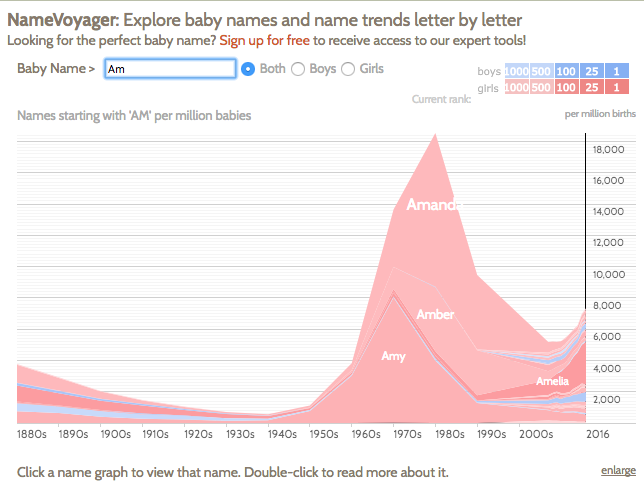 NameVoyager: Explore baby names and name trends letter by letter
Looking for the perfect baby name? Sign up for free to receive access to our expert tools!
Baby Name > Am Both Boys Girls
boys 1000 500 100 25 1
girls 1000 500 100 25 1
Current rank:
Names starting with 'AM' per million babies
per million births
18,000
16,000
14,000
12,000
10,000
8,000
6,000
4,000
2,000
Amand
Amber
Amy
Amelia
1880s 1890s 1900s 1910s 1920s 1930s 1940s 1950s 1960s 1970s 1980s 1990s 2000s 2016
Click a name graph to view that name. Double-click to read more about it.
enlarge